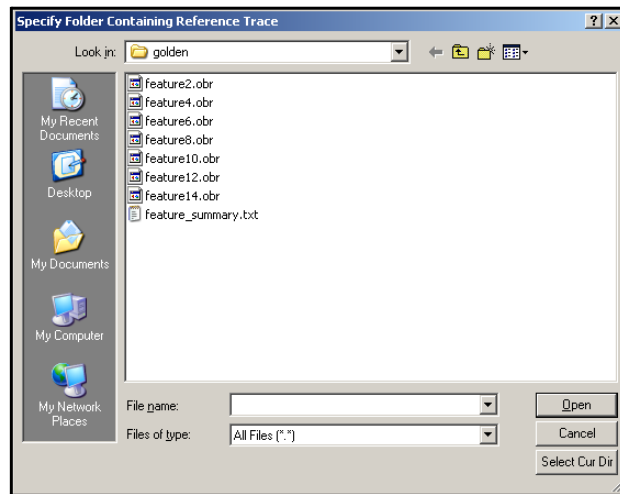 Specify Folder Containing Reference Trace
Look in:
golden
My Recent
Documents
Desktop
My Documents
My Computer
My Network
Places
feature2.obr
feature4.obr
feature6.obr
feature8.obr
feature10.obr
feature12.obr
feature14.obr
feature_summary.txt
File name:
Open
Files of type:
All Files (*.*)
Cancel
Select Cur Dir